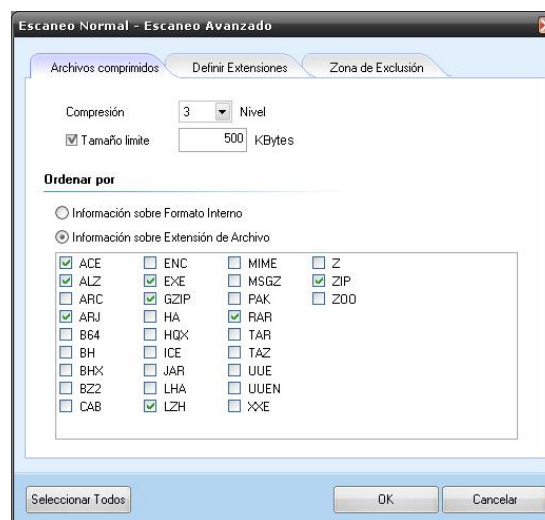 Escaneo Normal - Escaneo Avanzado
Archivos comprimidos Definir Extensiones Zona de Exclusión
Compresión 3 Nivel
Tamaño limite 500 KBytes
Ordenar por
Información sobre Formato Interno
Información sobre Extensión de Archivo
ACE ENC MIME Z
ALZ EXE MSGZ ZIP
ARC GZIP PAK ZOO
ARJ HA RAR
B64 HQX TAR
BH ICE TAZ
BHX JAR UUE
BZ2 LHA UUEN
CAB LZH XXE
Seleccionar Todos OK Cancelar